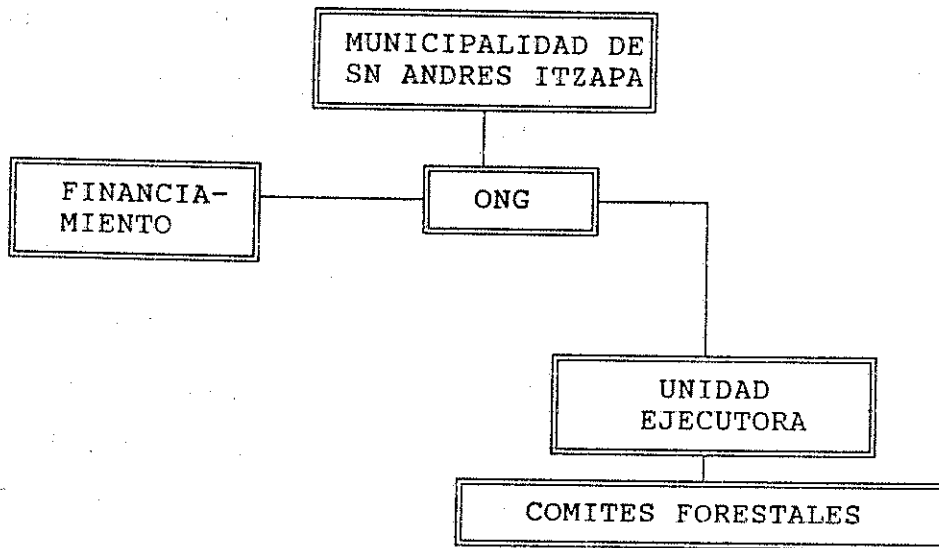 MUNICIPALIDAD DE
SN ANDRES ITZAPA
FINANCIA-
MIENTO
ONG
UNIDAD
EJECUTORA
COMITES FORESTALES